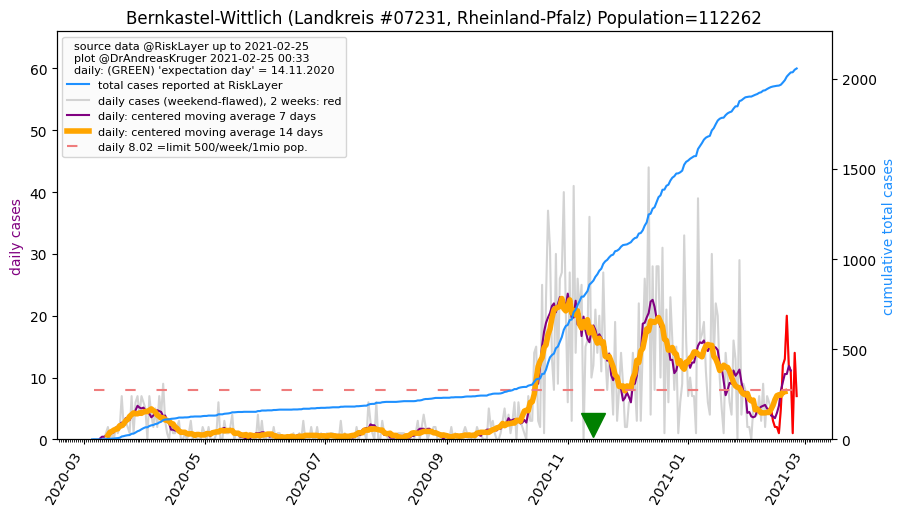 Bernkastel-Wittlich (Landkreis #07231, Rheinland-Pfalz) Population=112262
source data @RiskLayer up to 2021-02-25
plot @DrAndreasKruger 2021-02-25 00:33
daily: (GREEN) 'expectation day' = 14.11.2020
total cases reported at RiskLayer
daily cases (weekend-flawed), 2 weeks: red
daily: centered moving average 7 days
daily: centered moving average 14 days
daily 8.02 =limit 500/week/1mio pop.
60
50
40
30
20
10
0
daily cases
2000
1500
1000
500
0
cumulative total cases
2020-03
2020-05
2020-07
2020-09
2020-11
2021-01
2021-03